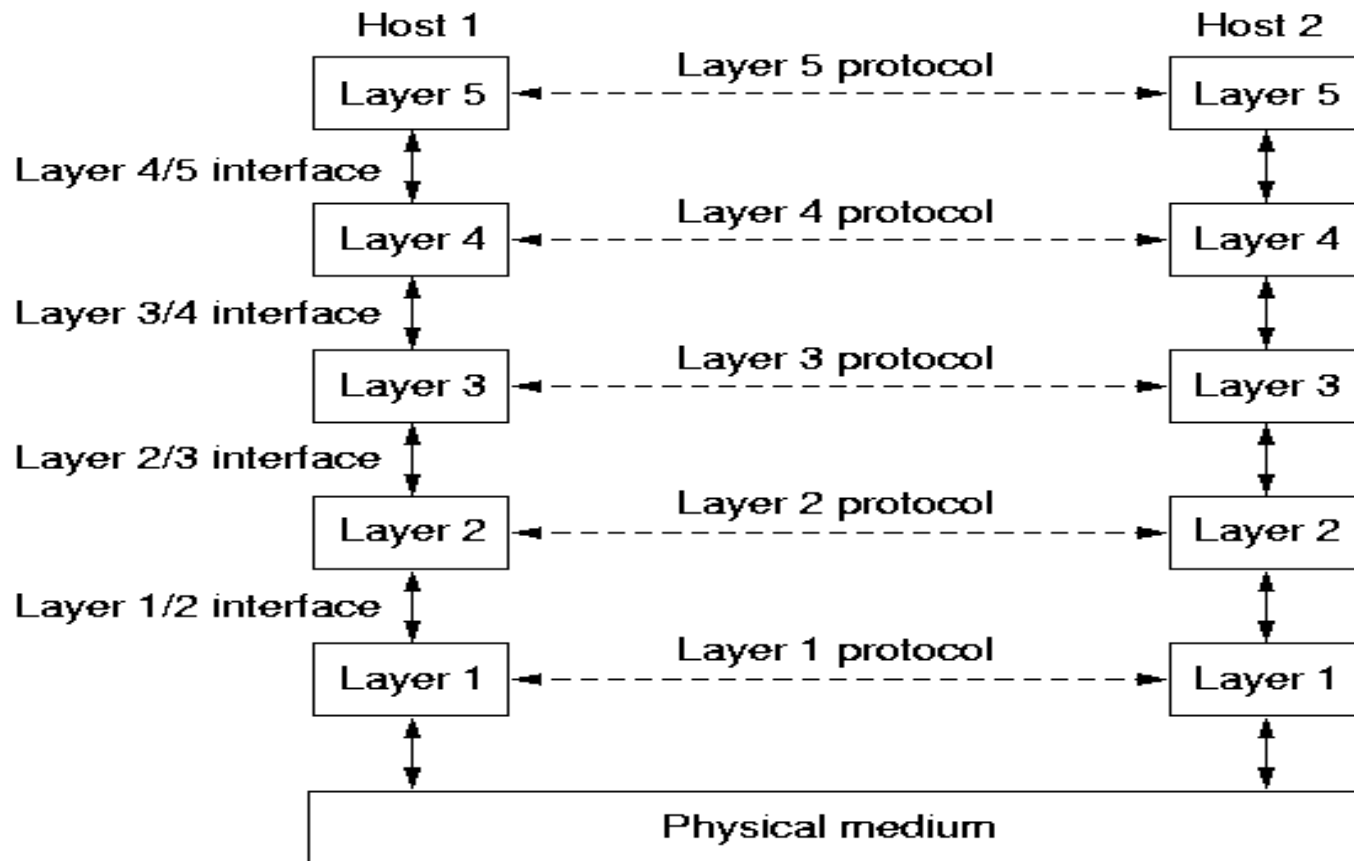 Host 1
Host 2
Layer 5 protocol
Layer 5
Layer 5
Layer 4/5 interface
Layer 4 protocol
Layer 4
Layer 4
Layer 3/4 interface
Layer 3 protocol
Layer 3
Layer 3
Layer 2/3 interface
Layer 2 protocol
Layer 2
Layer 2
Layer 1/2 interface
Layer 1 protocol
Layer 1
Layer 1
Physical medium